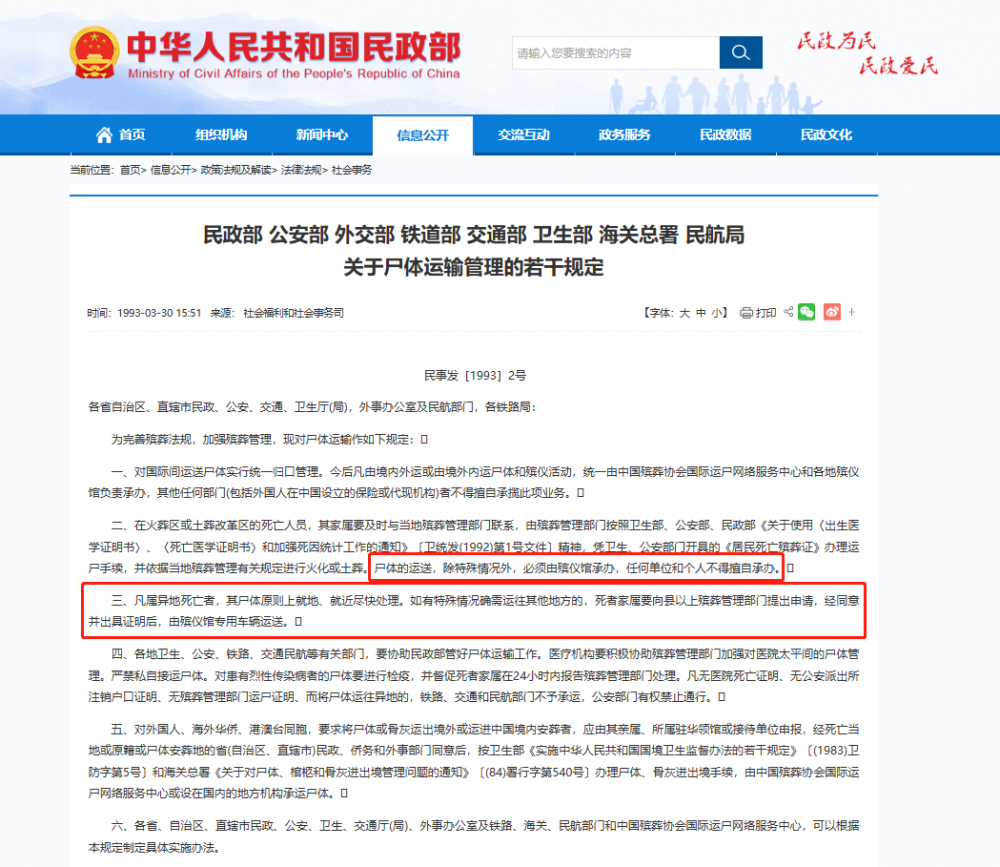 中华人民共和国民政部
Ministry of Civil Affairs of the People's Republic of China
请输入您要搜索的内容
民政为民
民政爱民
首页 组织机构 新闻中心 信息公开 交流互动 政务服务 民政数据 民政文化
当前位置: 首页> 信息公开> 政策法规及解读> 法律法规> 社会事务
民政部 公安部 外交部 铁道部 交通部 卫生部 海关总署 民航局
关于尸体运输管理的若干规定
时间: 1993-03-30 15:51 来源: 社会福利和社会事务司 【字体: 大 中 小】 打印 +
民事发［1993］2号
各省自治区、直辖市民政、公安、交通、卫生厅(局)，外事办公室及民航部门，各铁路局：
为完善殡葬法规，加强殡葬管理，现对尸体运输作如下规定：
一、对国际间运送尸体实行统一归口管理。今后凡由境内外运或由境外内运尸体和殡仪活动，统一由中国殡葬协会国际运尸网络服务中心和各地殡仪
馆负责承办，其他任何部门(包括外国人在中国设立的保险或代现机构)者不得擅自承揽此项业务。
二、在火葬区或土葬改革区的死亡人员，其家属要及时与当地殡葬管理部门联系，由殡葬管理部门按照卫生部、公安部、民政部《关于使用〈出生医
学证明书〉、〈死亡医学证明书〉和加强死因统计工作的通知》〔卫统发(1992)第1号文件〕精神，凭卫生、公安部门开具的《居民死亡殡葬证》办理运
尸手续，并依据当地殡葬管理有关规定进行火化或土葬。尸体的运送，除特殊情况外，必须由殡仪馆承办，任何单位和个人不得擅自承办。
三、凡属异地死亡者，其尸体原则上就地、就近尽快处理。如有特殊情况确需运往其他地方的，死者家属要向县以上殡葬管理部门提出申请，经同意
并出具证明后，由殡仪馆专用车辆运送。
四、各地卫生、公安、铁路、交通民航等有关部门，要协助民政部管好尸体运输工作。医疗机构要积极协助殡葬管理部门加强对医院太平间的尸体管
理。严禁私自接运尸体。对患有烈性传染病者的尸体要进行检疫，并督促死者家属在24小时内报告殡葬管理部门处理。凡无医院死亡证明、无公安派出所
注销户口证明、无殡葬管理部门运尸证明、而将尸体运往异地的，铁路、交通和民航部门不予承运，公安部门有权禁止通行。
五、对外国人、海外华侨、港澳台同胞，要求将尸体或骨灰运出境外或运进中国境内安葬者，应由其亲属、所属驻华领馆或接待单位申报，经死亡当
地或原籍或尸体安葬地的省(自治区、直辖市)民政、侨务和外事部门同意后，按卫生部《实施中华人民共和国国境卫生监督办法的若干规定》〔(1983)卫
防字第5号〕和海关总署《关于对尸体、棺柩和骨灰进出境管理问题的通知》〔(84)署行字第540号〕办理尸体、骨灰进出境手续，由中国殡葬协会国际运
尸网络服务中心或设在国内的地方机构承运尸体。
六、各省、自治区、直辖市民政、公安、卫生、交通厅(局)、外事办公室及铁路、海关、民航部门和中国殡葬协会国际运尸网络服务中心，可以根据
本规定制定具体实施办法。